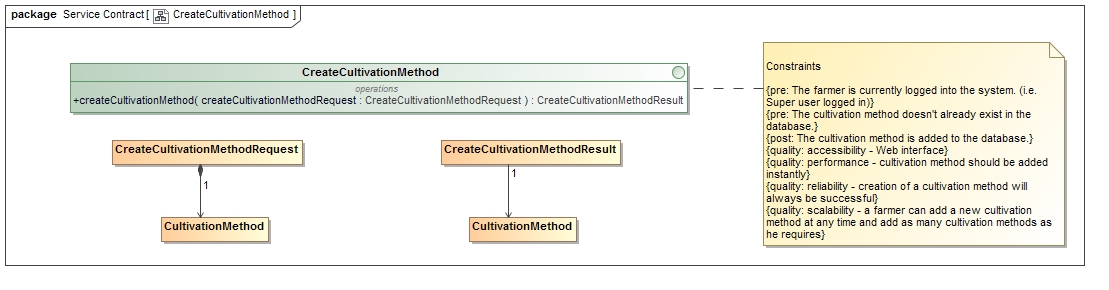 package Service Contract [ CreateCultivationMethod ]
CreateCultivationMethod
operations
+createCultivationMethod( createCultivationMethodRequest : CreateCultivationMethodRequest ) : CreateCultivationMethodResult
CreateCultivationMethodRequest
1
CultivationMethod
CreateCultivationMethodResult
1
CultivationMethod
Constraints
{pre: The farmer is currently logged into the system. (i.e.
Super user logged in)}
{pre: The cultivation method doesn't already exist in the
database.}
{post: The cultivation method is added to the database.}
{quality: accessibility - Web interface}
{quality: performance - cultivation method should be added
instantly}
{quality: reliability - creation of a cultivation method will
always be successful}
{quality: scalability - a farmer can add a new cultivation
method at any time and add as many cultivation methods as
he requires}